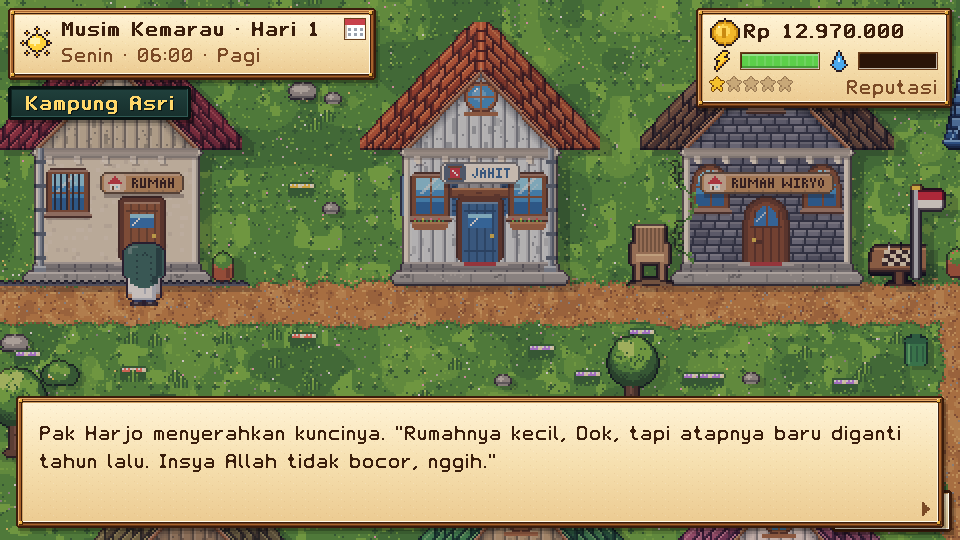 Musim Kemarau · Hari 1
Senin · 06:00 · Pagi
Rp 12.970.000
Reputasi
Kampung Asri
RUMAH
JAHIT
RUMAH WIRYO
Pak Harjo menyerahkan kuncinya. "Rumahnya kecil, Dok, tapi atapnya baru diganti
tahun lalu. Insya Allah tidak bocor, nggih."